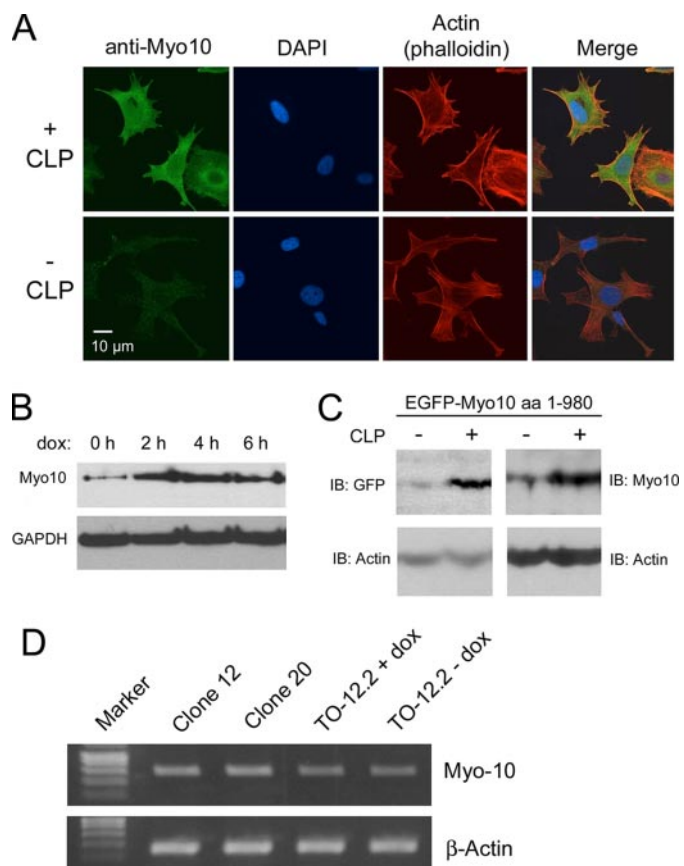 A
anti-Myo10
DAPI
Actin
(phalloidin)
Merge
+
CLP
-
CLP
10 µm
B
dox:
0 h
2 h
4 h
6 h
Myo10
GAPDH
C
EGFP-Myo10 aa 1-980
CLP
-
+
-
+
IB: GFP
IB: Myo10
IB: Actin
IB: Actin
D
Marker
Clone 12
Clone 20
TO-12.2 + dox
TO-12.2 - dox
Myo-10
β-Actin